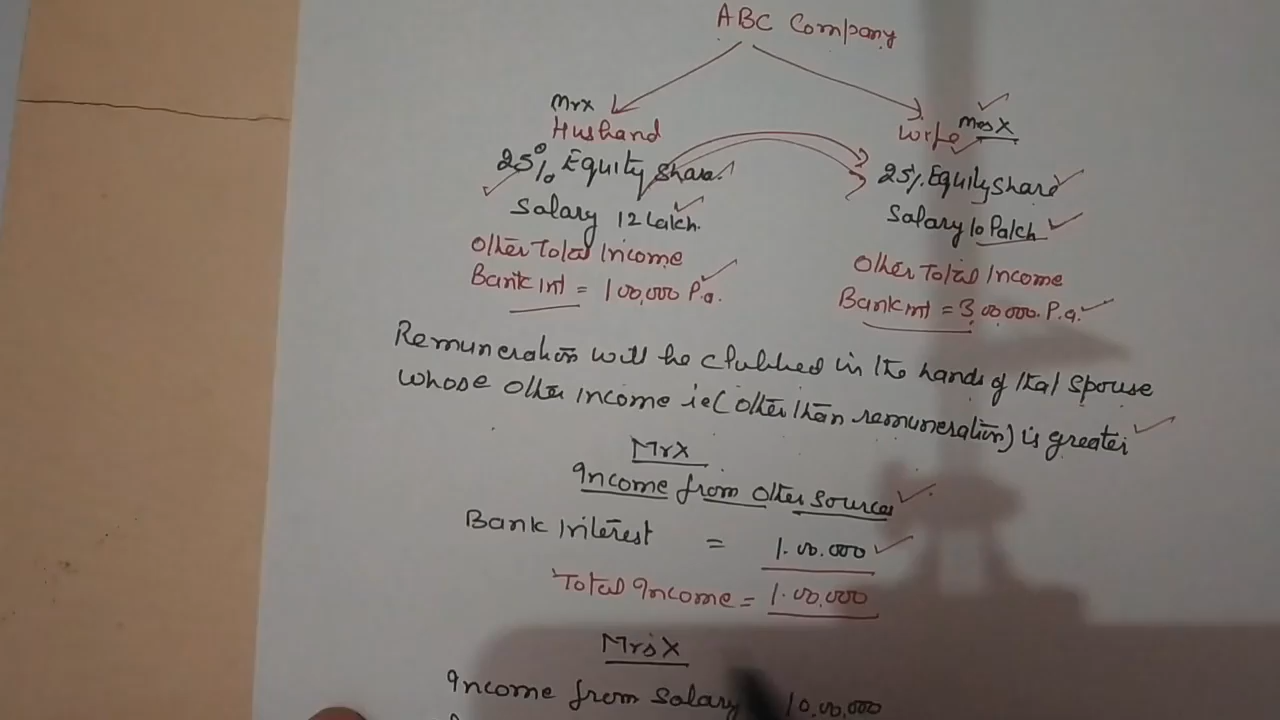 ABC Company
Mrx
Husband
25% Equity Share
Salary 12 Lakh.
Other Total Income
Bank int = 1,00,000 P.a.
Mrs X
Wife
25% Equity Share
Salary 10 Lakh
Other Total Income
Bank int = 3,00,000. P.a.
Remuneration will be clubbed in the hands of that spouse
whose other income ie (other than remuneration) is greater
Mrx
Income from other sources
Bank interest = 1.00.000
Total Income = 1.00,000
Mrs X
Income from Salary 10,00,000